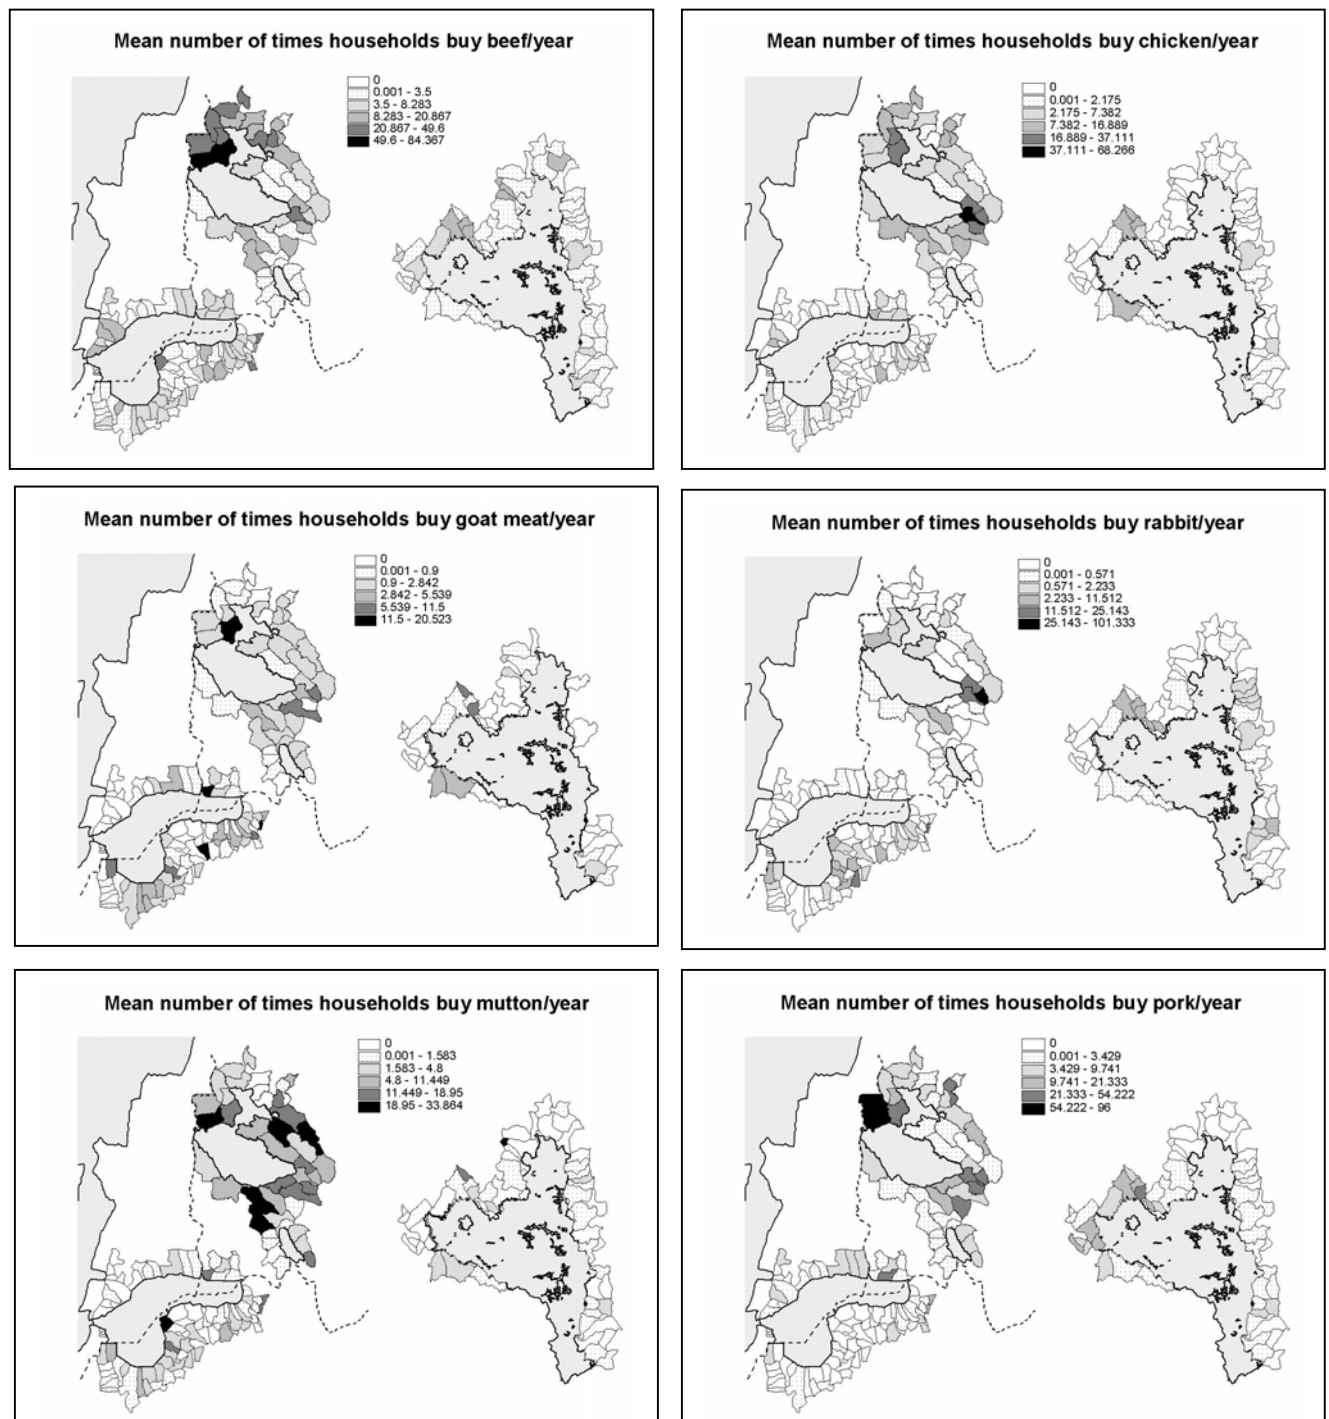 Mean number of times households buy beef/year
0
0.001 - 3.5
3.5 - 8.283
8.283 - 20.867
20.867 - 49.6
49.6 - 84.367
Mean number of times households buy chicken/year
0
0.001 - 2.175
2.175 - 7.382
7.382 - 16.889
16.889 - 37.111
37.111 - 68.266
Mean number of times households buy goat meat/year
0
0.001 - 0.9
0.9 - 2.842
2.842 - 5.539
5.539 - 11.5
11.5 - 20.523
Mean number of times households buy rabbit/year
0
0.001 - 0.571
0.571 - 2.233
2.233 - 11.512
11.512 - 25.143
25.143 - 101.333
Mean number of times households buy mutton/year
0
0.001 - 1.583
1.583 - 4.8
4.8 - 11.449
11.449 - 18.95
18.95 - 33.864
Mean number of times households buy pork/year
0
0.001 - 3.429
3.429 - 9.741
9.741 - 21.333
21.333 - 54.222
54.222 - 96